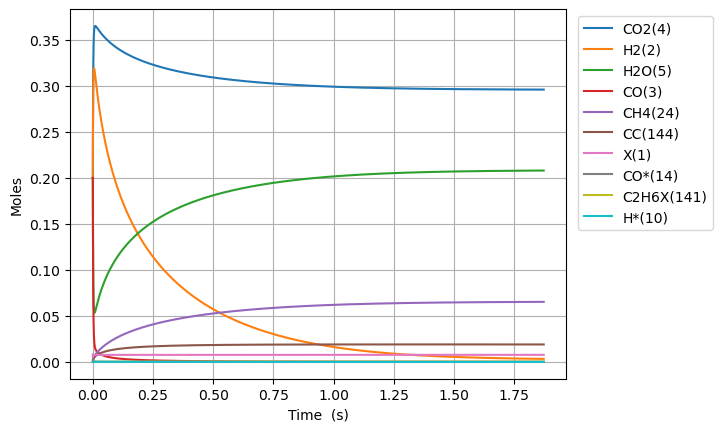 0.35
0.30
0.25
0.20
0.15
0.10
0.05
0.00
Moles
0.00 0.25 0.50 0.75 1.00 1.25 1.50 1.75
Time (s)
CO2(4)
H2(2)
H2O(5)
CO(3)
CH4(24)
CC(144)
X(1)
CO*(14)
C2H6X(141)
H*(10)